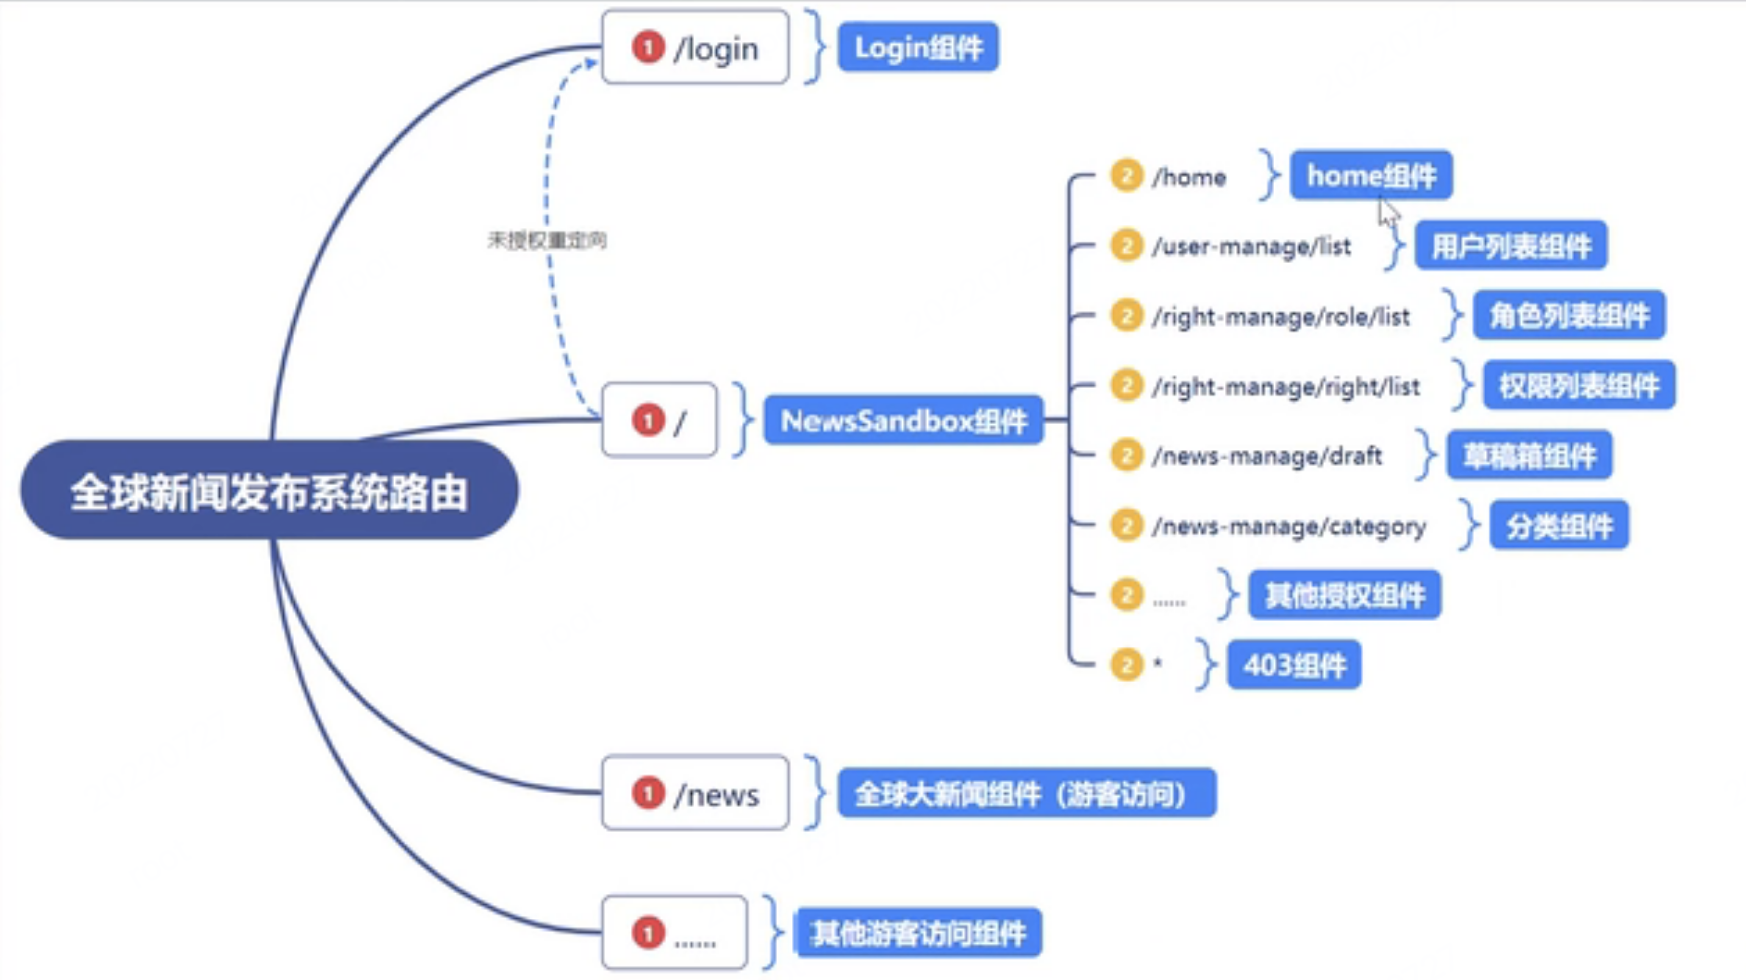 ① /login
Login组件
② /home
home组件
未授权重定向
② /user-manage/list
用户列表组件
② /right-manage/role/list
角色列表组件
② /right-manage/right/list
权限列表组件
① /
NewsSandbox组件
② /news-manage/draft
草稿箱组件
全球新闻发布系统路由
② /news-manage/category
分类组件
② ......
其他授权组件
② *
403组件
① /news
全球大新闻组件（游客访问）
① ......
其他游客访问组件